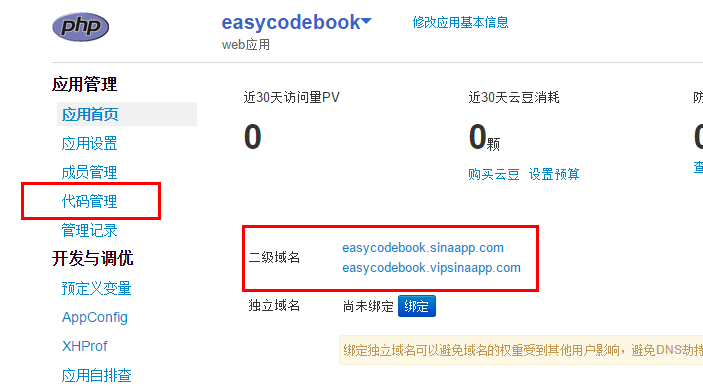 php
easycodebook
修改应用基本信息
web应用
应用管理
应用首页
应用设置
成员管理
代码管理
管理记录
开发与调优
预定义变量
AppConfig
XHProf
应用自排查
近30天访问量PV
0
近30天云豆消耗
0颗
购买云豆 设置预算
防
查
二级域名
easycodebook.sinaapp.com
easycodebook.vipsinaapp.com
独立域名 尚未绑定 绑定
绑定独立域名可以避免域名的权重受到其他用户影响，避免DNS劫持